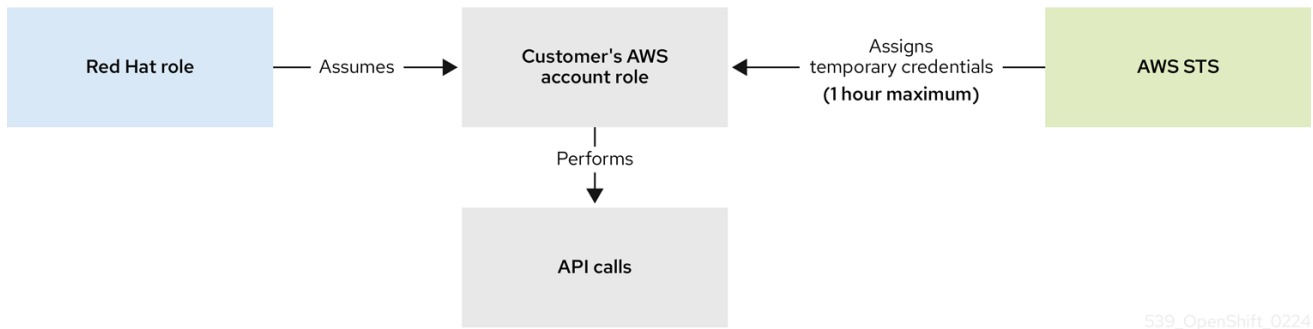 Red Hat role
Assumes
Customer's AWS
account role
Assigns
temporary credentials
(1 hour maximum)
AWS STS
Performs
API calls
539_OpenShift_0224